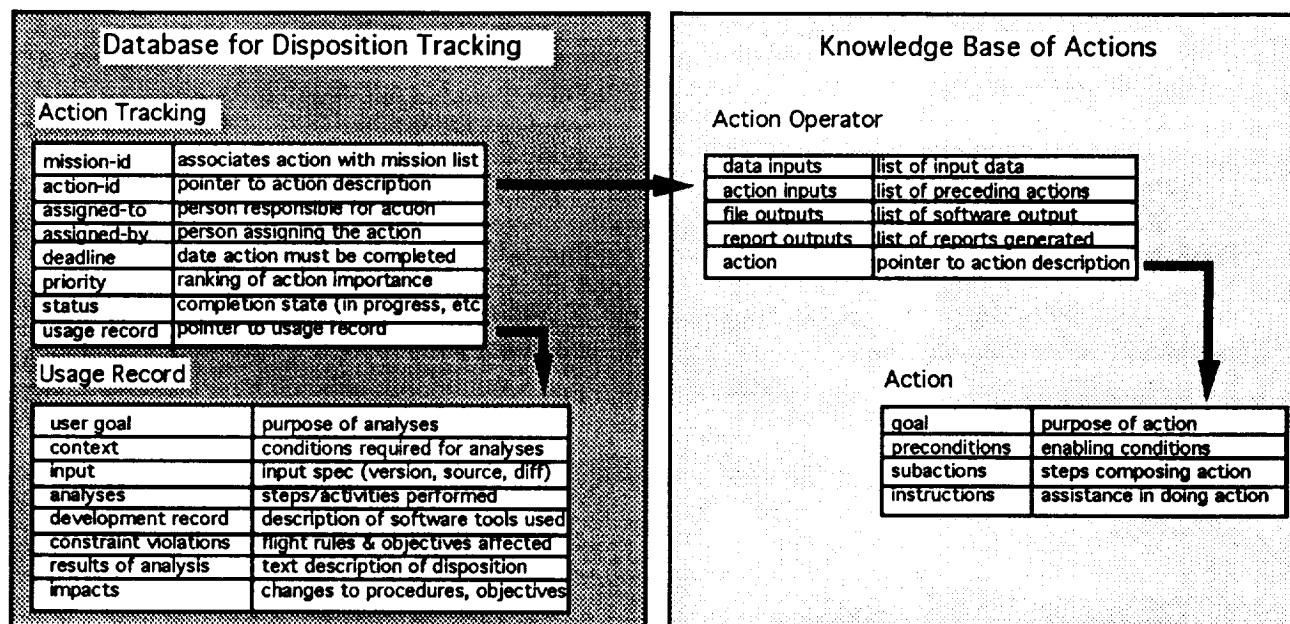 Database for Disposition Tracking
Action Tracking
mission-id associates action with mission list
action-id pointer to action description
assigned-to person responsible for action
assigned-by person assigning the action
deadline date action must be completed
priority ranking of action importance
status completion state (in progress, etc
usage record pointer to usage record
Usage Record
user goal purpose of analyses
context conditions required for analyses
input input spec (version, source, diff)
analyses steps/activities performed
development record description of software tools used
constraint violations flight rules & objectives affected
results of analysis text description of disposition
impacts changes to procedures, objectives
Knowledge Base of Actions
Action Operator
data inputs list of input data
action inputs list of preceding actions
file outputs list of software output
report outputs list of reports generated
action pointer to action description
Action
goal purpose of action
preconditions enabling conditions
subactions steps composing action
instructions assistance in doing action